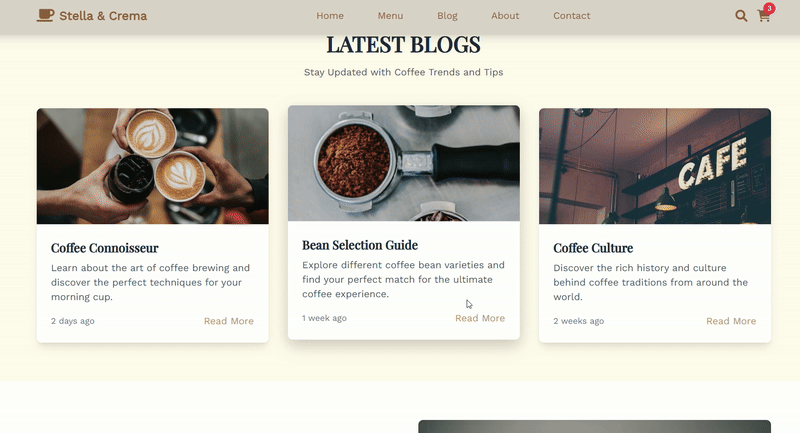 Stella & Crema
Home Menu Blog About Contact
3
LATEST BLOGS
Stay Updated with Coffee Trends and Tips
CAFE
Coffee Connoisseur
Learn about the art of coffee brewing and
discover the perfect techniques for your
morning cup.
2 days ago Read More
Bean Selection Guide
Explore different coffee bean varieties and
find your perfect match for the ultimate
coffee experience.
1 week ago Read More
Coffee Culture
Discover the rich history and culture
behind coffee traditions from around the
world.
2 weeks ago Read More